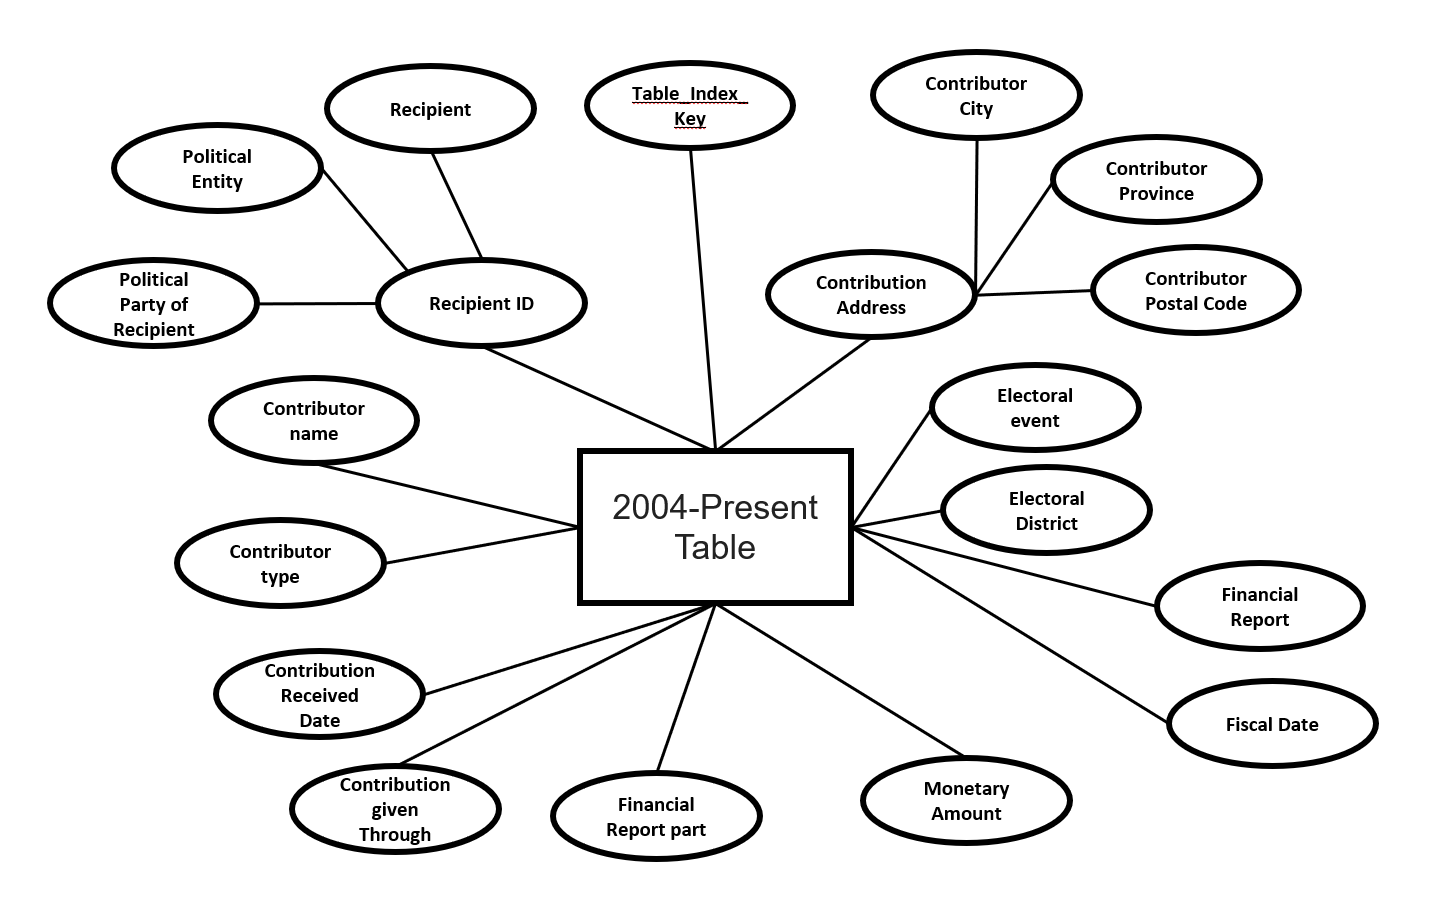 Recipient
Table_Index_
Key
Contributor
City
Political
Entity
Contributor
Province
Political
Party of
Recipient
Recipient ID
Contribution
Address
Contributor
Postal Code
Contributor
name
Electoral
event
2004-Present
Table
Electoral
District
Contributor
type
Financial
Report
Contribution
Received
Date
Fiscal Date
Contribution
given
Through
Financial
Report part
Monetary
Amount